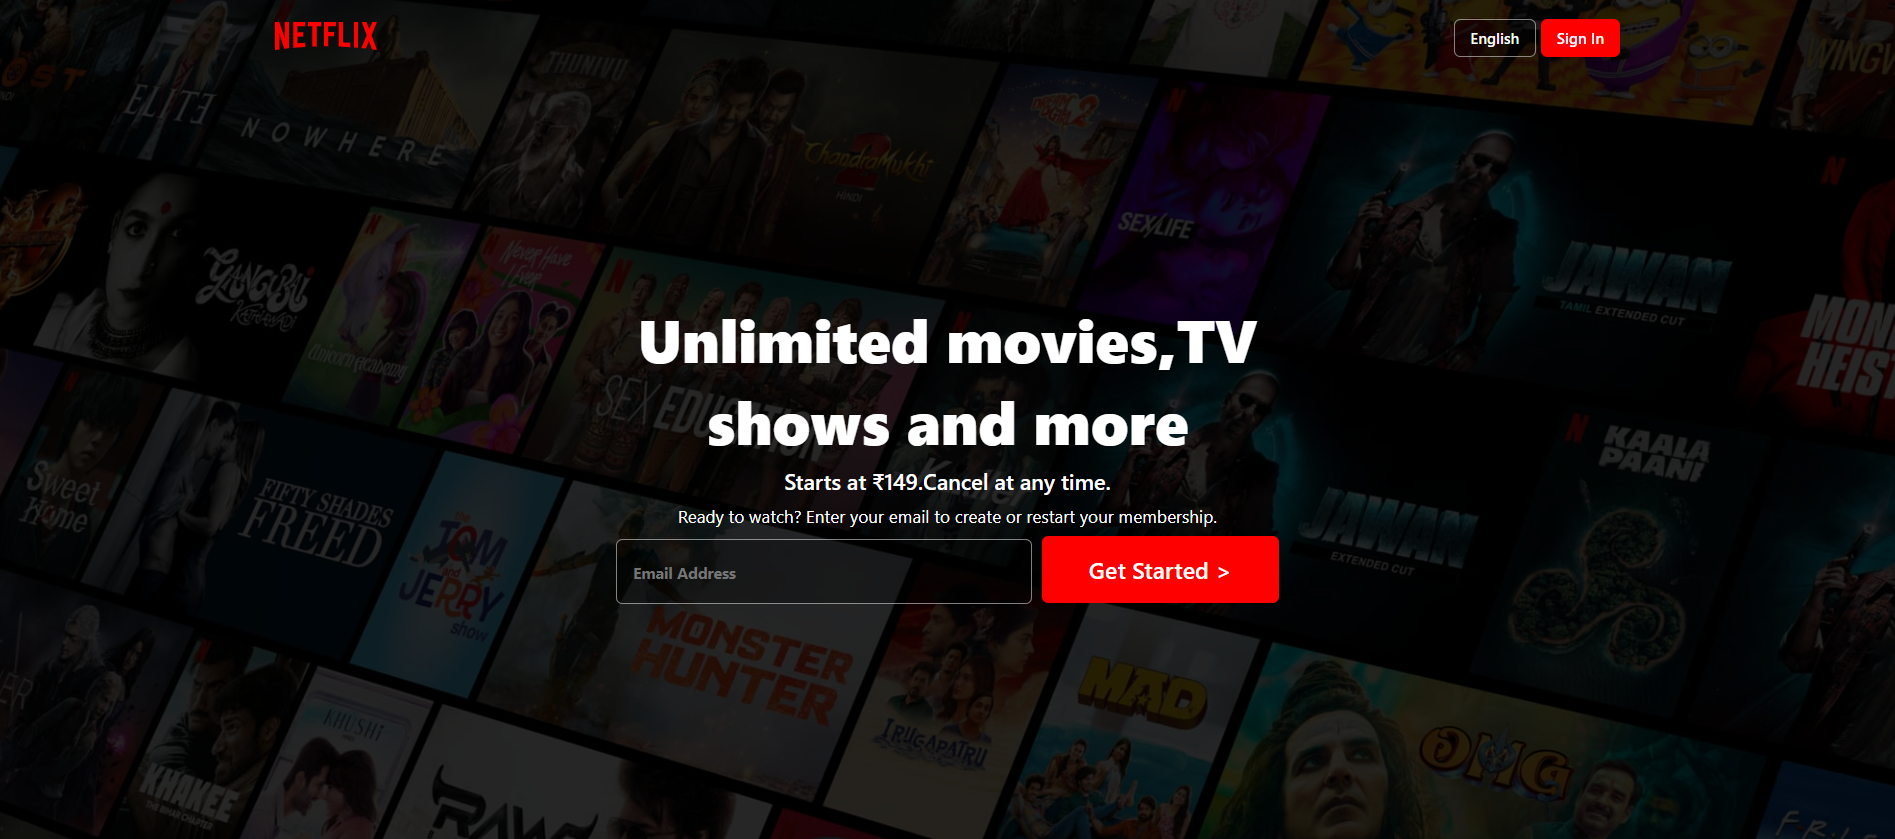 NETFLIX
English
Sign In
Unlimited movies,TV
shows and more
Starts at ₹149.Cancel at any time.
Ready to watch? Enter your email to create or restart your membership.
Email Address
Get Started >
ELITE
NOWHERE
THUNIVU
ChandraMukhi
2
HINDI
SEX/LIFE
JAWAN
TAMIL EXTENDED CUT
GANGUBAI
KATHIAWADI
Unicorn Academy
Never Have
I Ever
SEX EDUCATION
MON
HEIST
KAALA
PAANI
JAWAN
EXTENDED CUT
Sweet
Home
FIFTY SHADES
FREED
the
TOM
and
JERRY
show
MONSTER
HUNTER
IRUGAPATRU
MAD
OMG
KHUSHI
KHAKEE
THE BIHAR CHAPTER
RAW